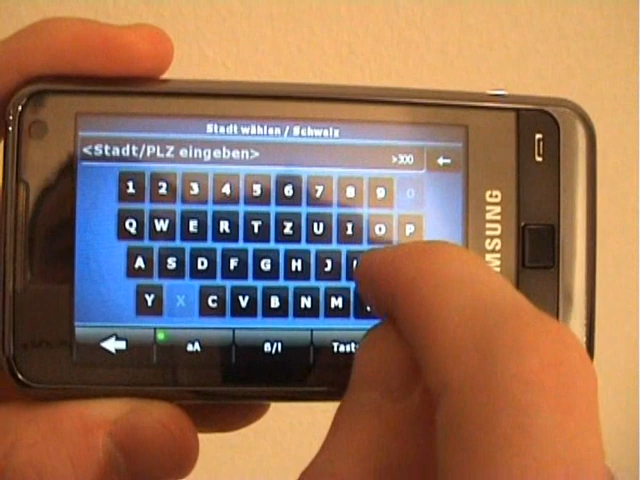 Stadt wählen / Schweiz
<Stadt/PLZ eingeben>
>300
1 2 3 4 5 6 7 8 9 0
Q W E R T Z U I O P
A S D F G H J
Y X C V B N M
aA ß/!
SAMSUNG